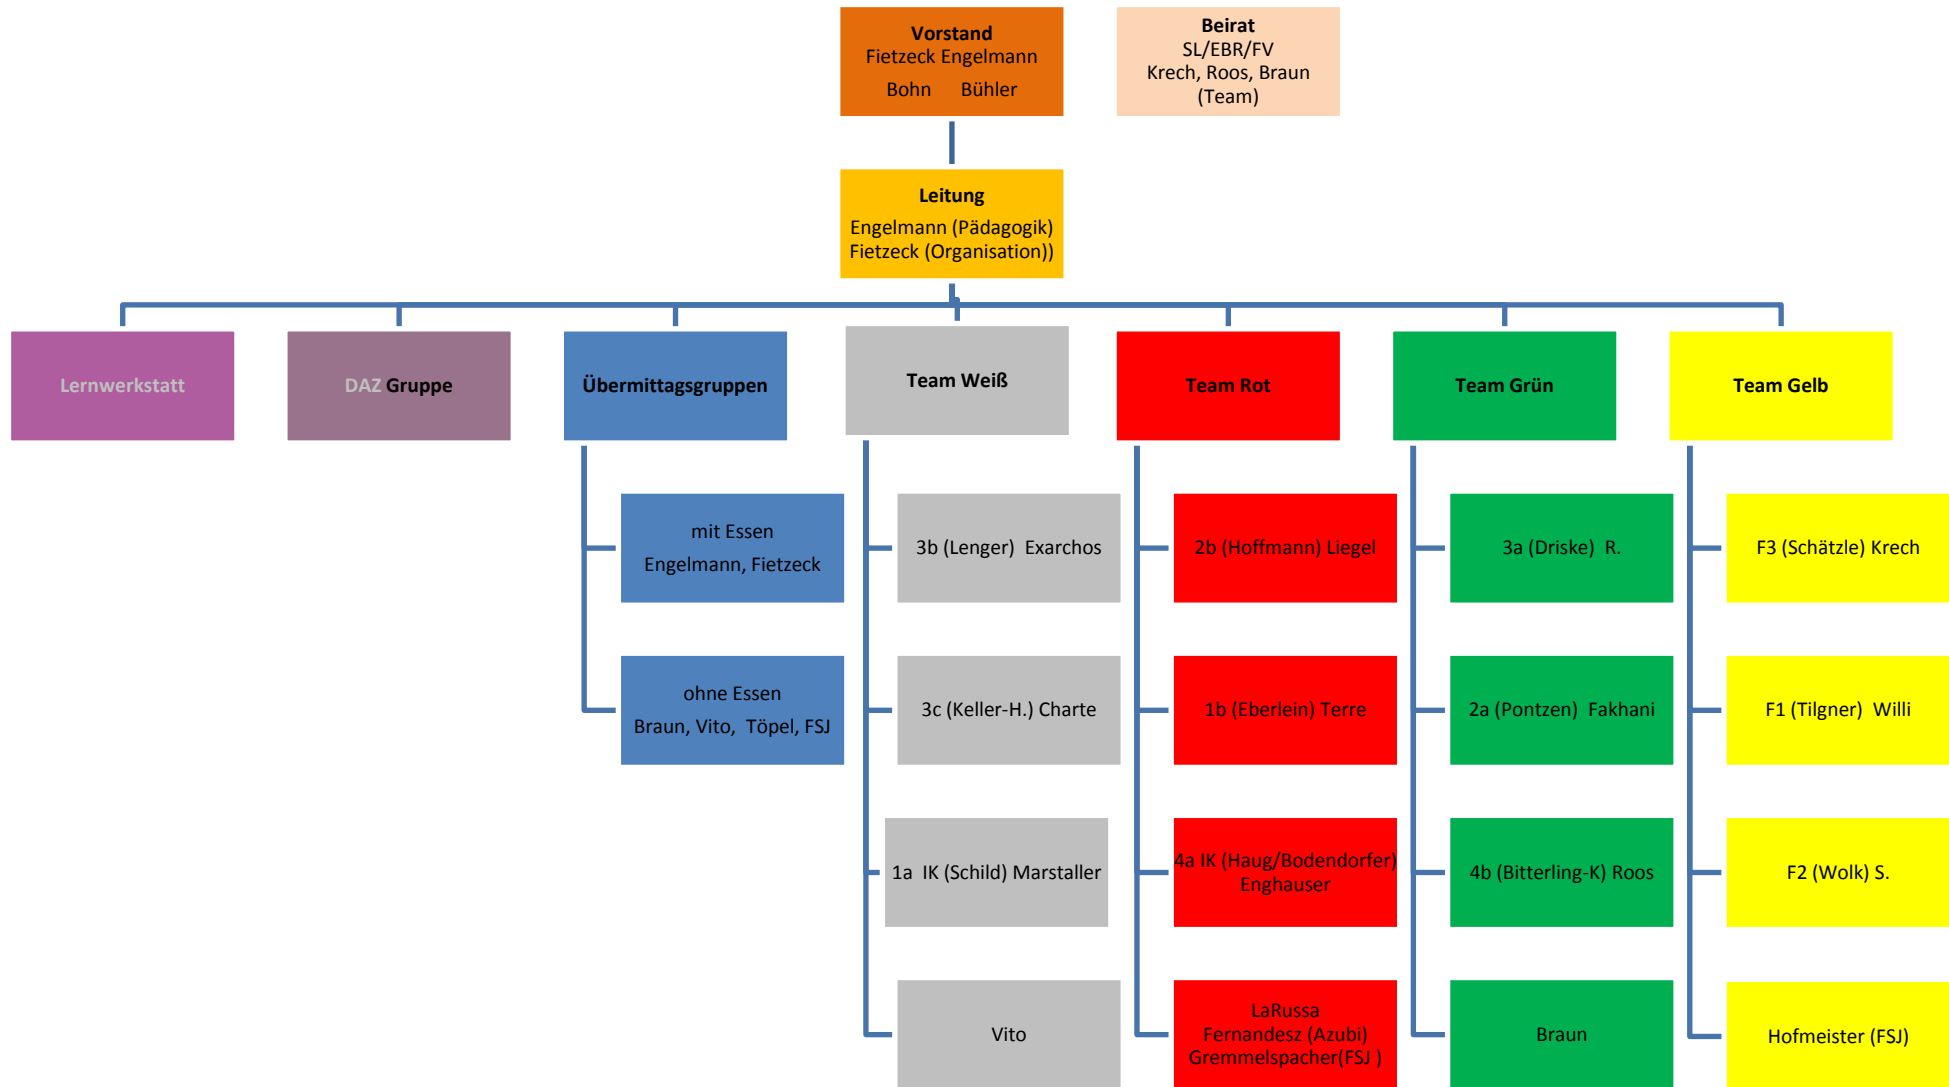 Vorstand
Fietzeck Engelmann
Bohn Bühler
Beirat
SL/EBR/FV
Krech, Roos, Braun
(Team)
Leitung
Engelmann (Pädagogik)
Fietzeck (Organisation))
Lernwerkstatt
DAZ Gruppe
Übermittagsgruppen
Team Weiß
Team Rot
Team Grün
Team Gelb
mit Essen
Engelmann, Fietzeck
ohne Essen
Braun, Vito, Töpel, FSJ
3b (Lenger) Exarchos
3c (Keller-H.) Charte
1a IK (Schild) Marstaller
Vito
2b (Hoffmann) Liegel
1b (Eberlein) Terre
4a IK (Haug/Bodendorfer)
Enghauser
LaRussa
Fernandesz (Azubi)
Gremmelspacher(FSJ )
3a (Driske) R.
2a (Pontzen) Fakhani
4b (Bitterling-K) Roos
Braun
F3 (Schätzle) Krech
F1 (Tilgner) Willi
F2 (Wolk) S.
Hofmeister (FSJ)